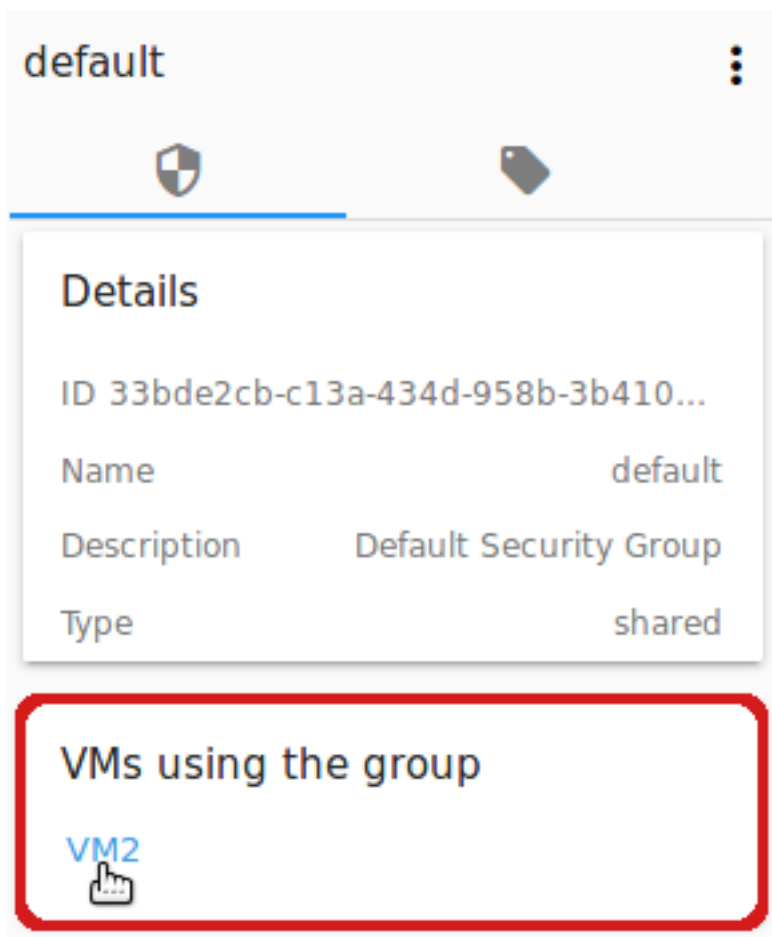 default
Details
ID 33bde2cb-c13a-434d-958b-3b410...
Name default
Description Default Security Group
Type shared
VMs using the group
VM2